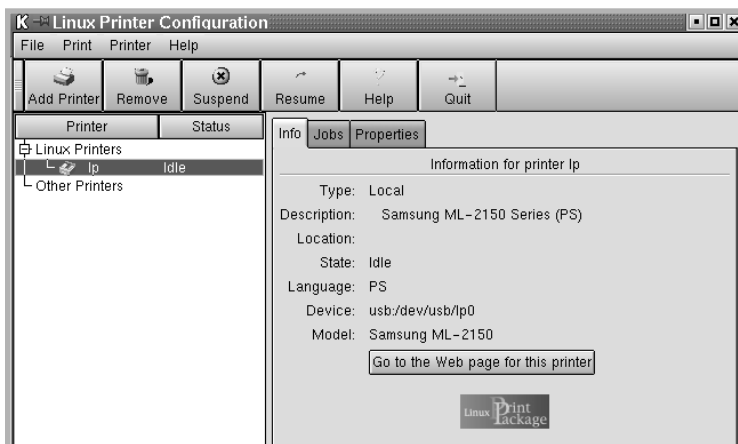 Linux Printer Configuration
File Print Printer Help
Add Printer Remove Suspend Resume Help Quit
Printer Status
Linux Printers
lp Idle
Other Printers
Info Jobs Properties
Information for printer lp
Type: Local
Description: Samsung ML-2150 Series (PS)
Location:
State: Idle
Language: PS
Device: usb:/dev/usb/lp0
Model: Samsung ML-2150
Go to the Web page for this printer
Linux Print Package